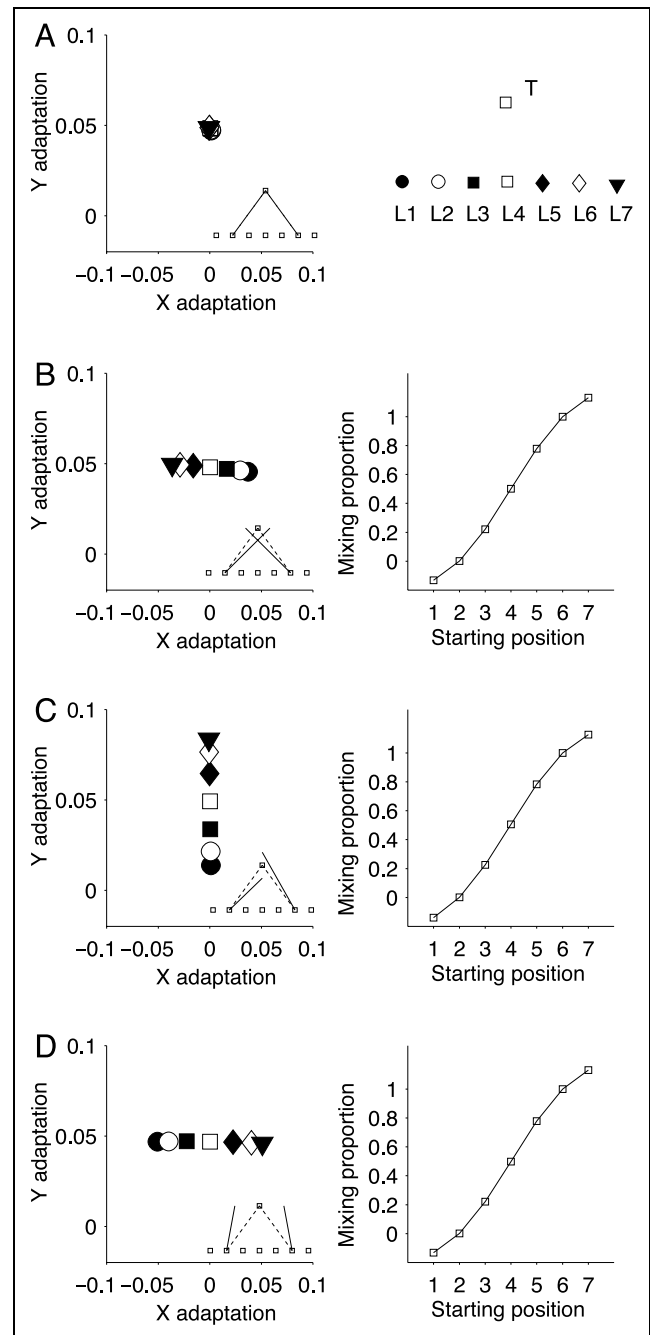 A
Y adaptation
0.1
0.05
0
−0.1 −0.05 0 0.05 0.1
X adaptation
T
L1 L2 L3 L4 L5 L6 L7
B
Y adaptation
0.1
0.05
0
−0.1 −0.05 0 0.05 0.1
X adaptation
Mixing proportion
1
0.8
0.6
0.4
0.2
0
1 2 3 4 5 6 7
Starting position
C
Y adaptation
0.1
0.05
0
−0.1 −0.05 0 0.05 0.1
X adaptation
Mixing proportion
1
0.8
0.6
0.4
0.2
0
1 2 3 4 5 6 7
Starting position
D
Y adaptation
0.1
0.05
0
−0.1 −0.05 0 0.05 0.1
X adaptation
Mixing proportion
1
0.8
0.6
0.4
0.2
0
1 2 3 4 5 6 7
Starting position